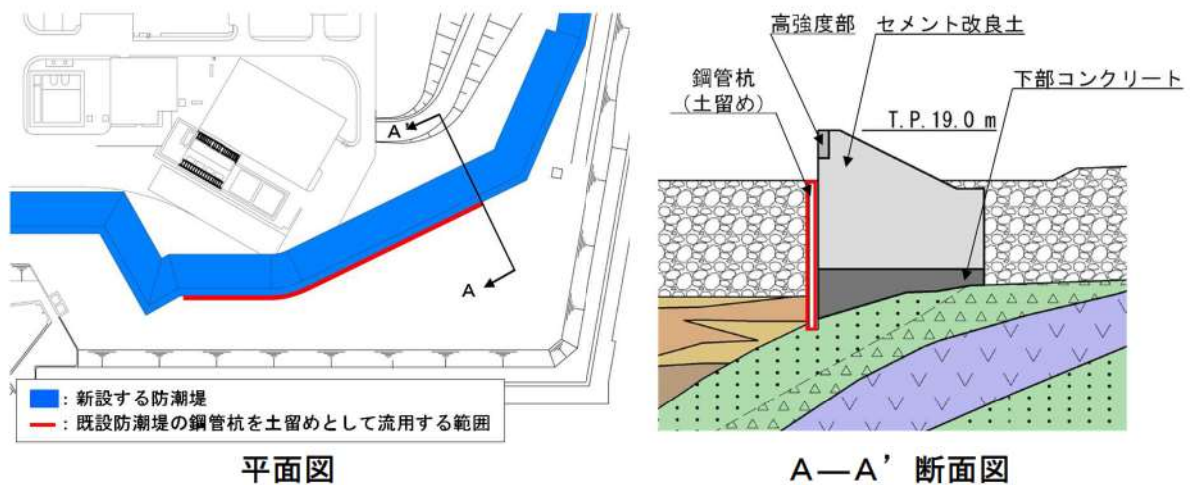 A'
A
: 新設する防潮堤
: 既設防潮堤の鋼管杭を土留めとして流用する範囲
平面図
高強度部
セメント改良土
鋼管杭
(土留め)
下部コンクリート
T.P.19.0 m
A—A’断面図